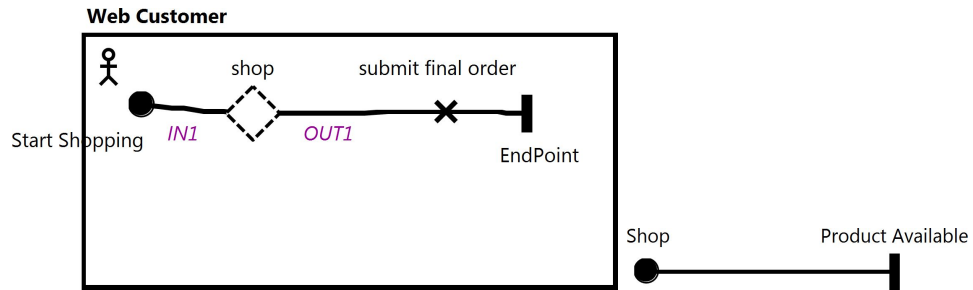 Web Customer
shop
submit final order
Start Shopping
IN1
OUT1
EndPoint
Shop
Product Available